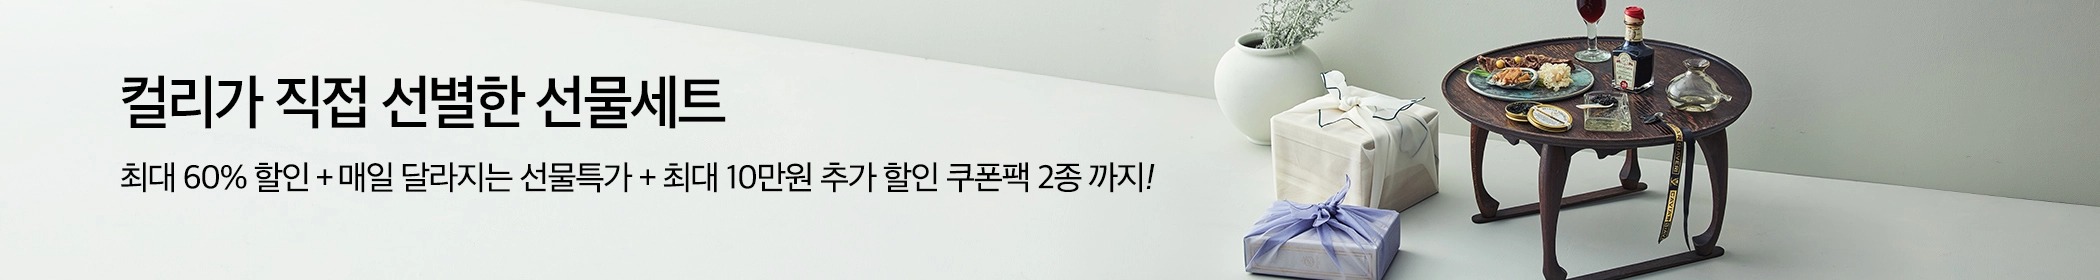 컬리가 직접 선별한 선물세트
최대 60% 할인 + 매일 달라지는 선물특가 + 최대 10만원 추가 할인 쿠폰팩 2종 까지!